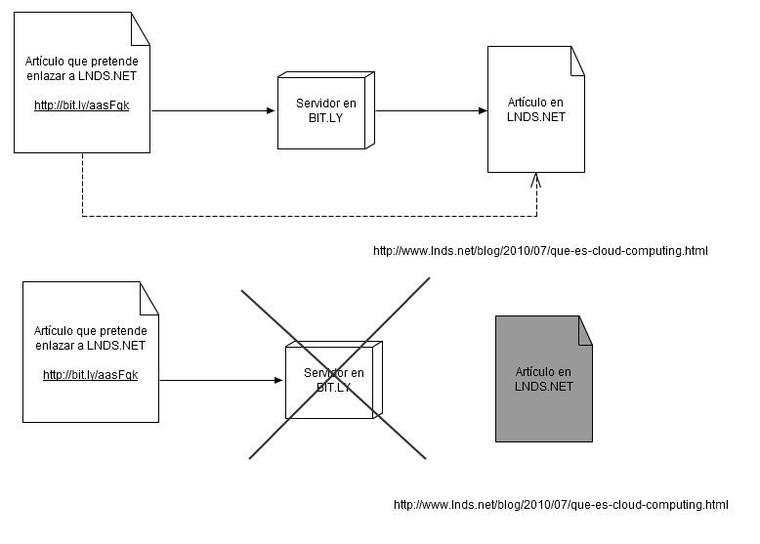 Artículo que pretende
enlazar a LNDS.NET
http://bit.ly/aasFqk
Servidor en
BIT.LY
Artículo en
LNDS.NET
http://www.lnds.net/blog/2010/07/que-es-cloud-computing.html
Artículo que pretende
enlazar a LNDS.NET
http://bit.ly/aasFqk
Servidor en
BIT.LY
Artículo en
LNDS.NET
http://www.lnds.net/blog/2010/07/que-es-cloud-computing.html